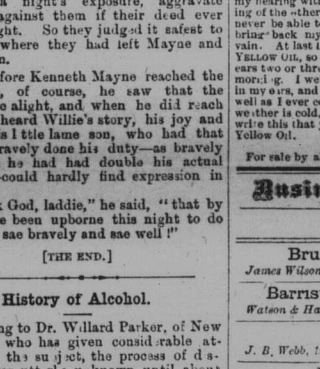 a night's exposure, aggravate
against them if their deed ever
ght. So they judged it safest to
where they had left Mayne and
n.
fore Kenneth Mayne reached the
, of course, he saw that the
e alight, and when he did reach
heard Willie's story, his joy and
is l ttle lame son, who had that
ravely done his duty—as bravely
he had had double his actual
-could hardly find expression in
k God, laddie," he said, "that by
e been upborne this night to do
sae bravely and sae well!"
[THE END.]
History of Alcohol.
ng to Dr. Willard Parker, of New
who has given considerable at-
the su ject, the process of dis-
my hearing wit
ing of the other
never be able t
bring back my
vain. At last I
YELLOW OIL, so
ears two or thre
morning. I we
in my ears, and
well as I ever co
weather is cold,
write this that
Yellow Oil.
For sale by a
Busin
Bru
James Wilson
Barris
Watson & Ha
J. B. Webb, 1